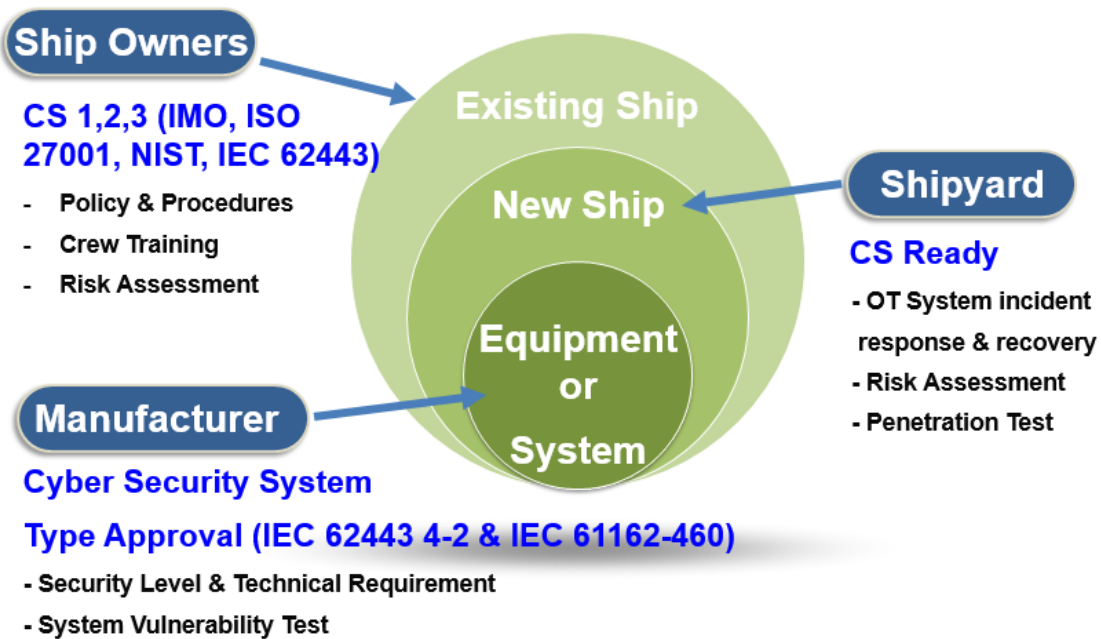 Ship Owners
CS 1,2,3 (IMO, ISO
27001, NIST, IEC 62443)
- Policy & Procedures
- Crew Training
- Risk Assessment
Existing Ship
New Ship
Equipment
or
System
Shipyard
CS Ready
- OT System incident
response & recovery
- Risk Assessment
- Penetration Test
Manufacturer
Cyber Security System
Type Approval (IEC 62443 4-2 & IEC 61162-460)
- Security Level & Technical Requirement
- System Vulnerability Test